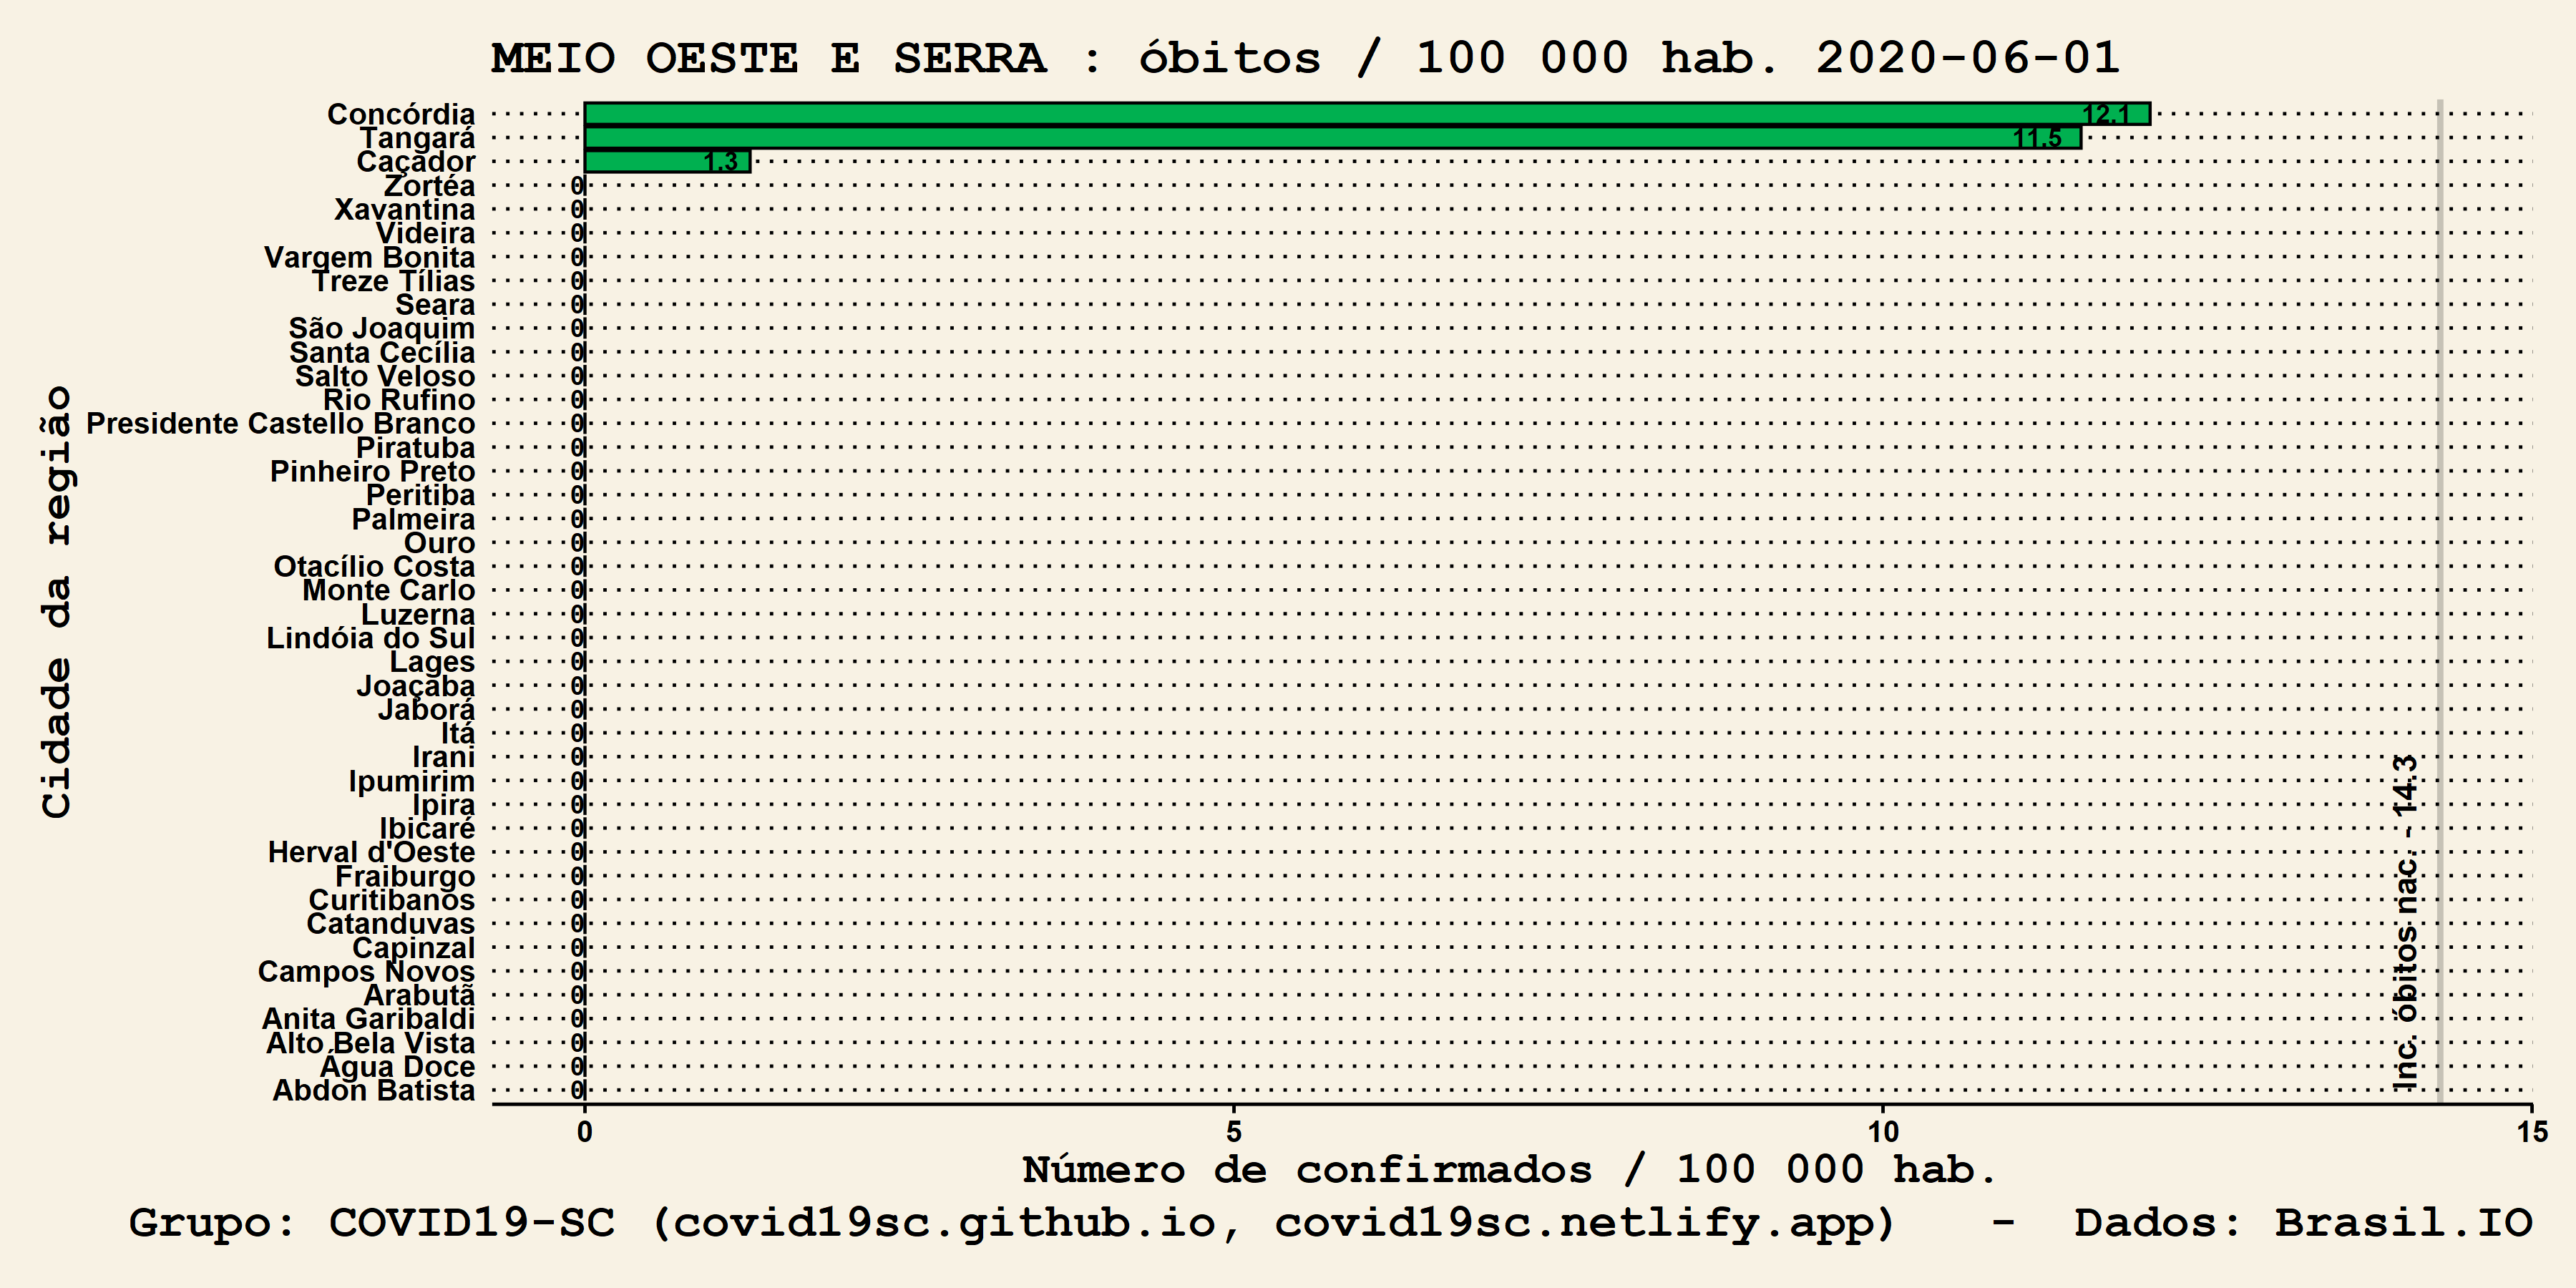 MEIO OESTE E SERRA : óbitos / 100 000 hab. 2020-06-01
Cidade da região
Concórdia 12.1
Tangará 11.5
Caçador 1.3
Zortéa 0
Xavantina 0
Videira 0
Vargem Bonita 0
Treze Tílias 0
Seara 0
São Joaquim 0
Santa Cecília 0
Salto Veloso 0
Rio Rufino 0
Presidente Castello Branco 0
Piratuba 0
Pinheiro Preto 0
Peritiba 0
Palmeira 0
Ouro 0
Otacílio Costa 0
Monte Carlo 0
Luzerna 0
Lindóia do Sul 0
Lages 0
Joaçaba 0
Jaborá 0
Itá 0
Irani 0
Ipumirim 0
Ipira 0
Ibicaré 0
Herval d'Oeste 0
Fraiburgo 0
Curitibanos 0
Catanduvas 0
Capinzal 0
Campos Novos 0
Arabutã 0
Anita Garibaldi 0
Alto Bela Vista 0
Água Doce 0
Abdon Batista 0
Inc. óbitos nac. - 14.3
0 5 10 15
Número de confirmados / 100 000 hab.
Grupo: COVID19-SC (covid19sc.github.io, covid19sc.netlify.app) - Dados: Brasil.IO